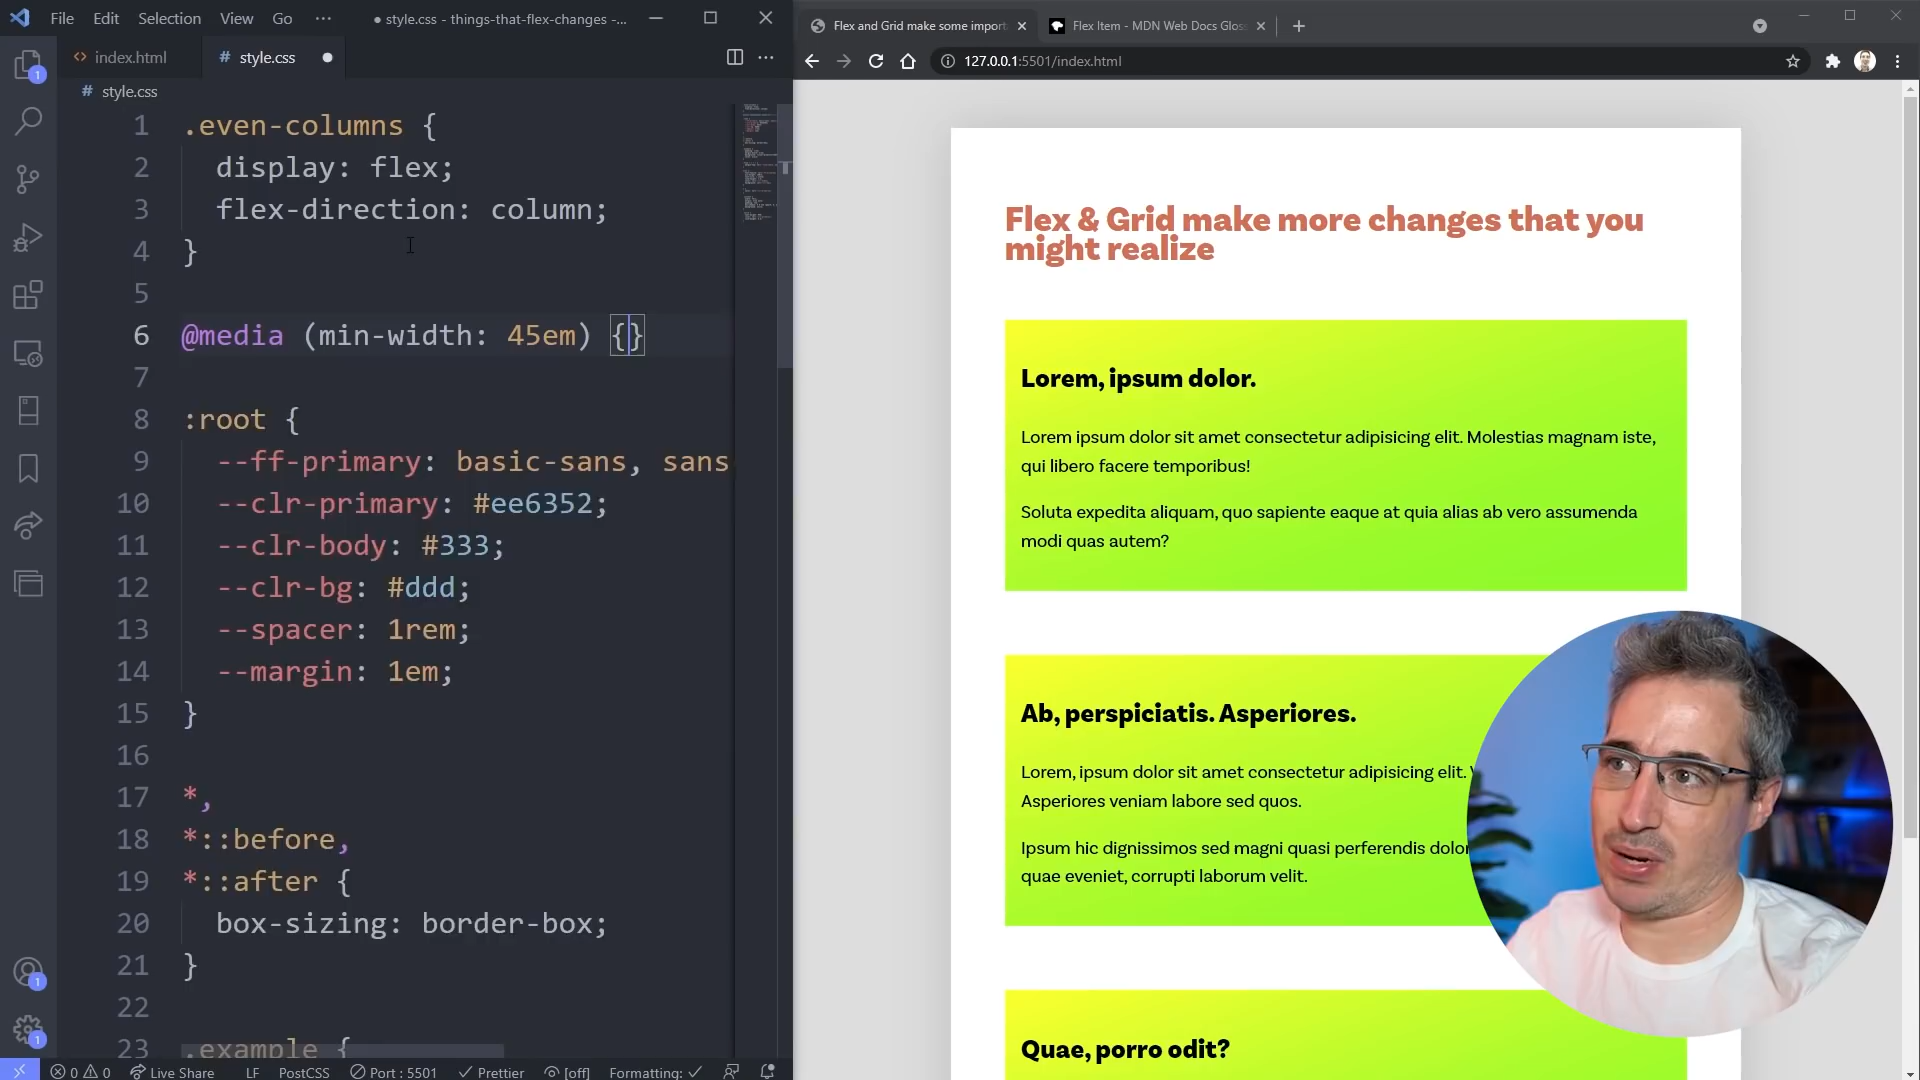 File Edit Selection View Go ··· ● style.css - things-that-flex-changes -...
index.html
# style.css ●
# style.css
1 .even-columns {
2 display: flex;
3 flex-direction: column;
4 }
5
6 @media (min-width: 45em) {}
7
8 :root {
9 --ff-primary: basic-sans, sans
10 --clr-primary: #ee6352;
11 --clr-body: #333;
12 --clr-bg: #ddd;
13 --spacer: 1rem;
14 --margin: 1em;
15 }
16
17 *,
18 *::before,
19 *::after {
20 box-sizing: border-box;
21 }
22
23 .example {
1
1
1
0 0 Live Share LF PostCSS Port : 5501 Prettier [off] Formatting:
Flex and Grid make some import
Flex Item - MDN Web Docs Gloss
127.0.0.1:5501/index.html
Flex & Grid make more changes that you
might realize
Lorem, ipsum dolor.
Lorem ipsum dolor sit amet consectetur adipisicing elit. Molestias magnam iste,
qui libero facere temporibus!
Soluta expedita aliquam, quo sapiente eaque at quia alias ab vero assumenda
modi quas autem?
Ab, perspiciatis. Asperiores.
Lorem, ipsum dolor sit amet consectetur adipisicing elit.
Asperiores veniam labore sed quos.
Ipsum hic dignissimos sed magni quasi perferendis dolor
quae eveniet, corrupti laborum velit.
Quae, porro odit?